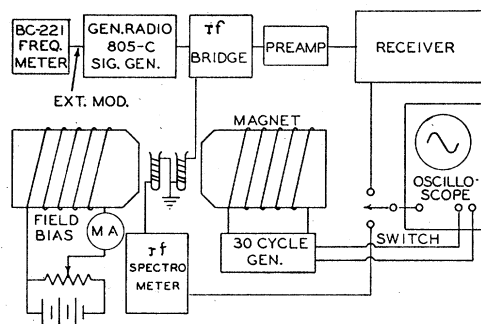 BC-221
FREQ.
METER
GEN.RADIO
805-C
SIG. GEN.
rf
BRIDGE
PREAMP
RECEIVER
EXT. MOD.
MAGNET
OSCILLO-
SCOPE
FIELD
BIAS
MA
rf
SPECTRO
METER
30 CYCLE
GEN.
SWITCH